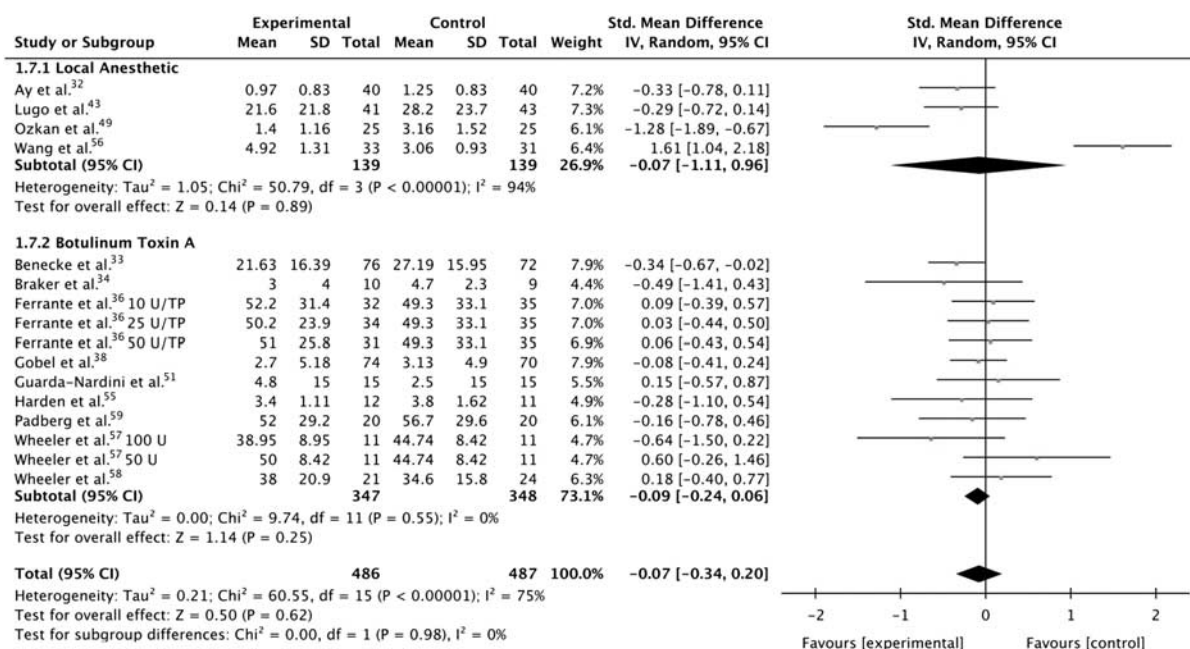 Experimental Control Std. Mean Difference Std. Mean Difference
Study or Subgroup Mean SD Total Mean SD Total Weight IV, Random, 95% CI IV, Random, 95% CI
1.7.1 Local Anesthetic
Ay et al.³² 0.97 0.83 40 1.25 0.83 40 7.2% -0.33 [-0.78, 0.11]
Lugo et al.⁴³ 21.6 21.8 41 28.2 23.7 43 7.3% -0.29 [-0.72, 0.14]
Ozkan et al.⁴⁹ 1.4 1.16 25 3.16 1.52 25 6.1% -1.28 [-1.89, -0.67]
Wang et al.⁵⁶ 4.92 1.31 33 3.06 0.93 31 6.4% 1.61 [1.04, 2.18]
Subtotal (95% CI) 139 139 26.9% -0.07 [-1.11, 0.96]
Heterogeneity: Tau² = 1.05; Chi² = 50.79, df = 3 (P < 0.00001); I² = 94%
Test for overall effect: Z = 0.14 (P = 0.89)
1.7.2 Botulinum Toxin A
Benecke et al.³³ 21.63 16.39 76 27.19 15.95 72 7.9% -0.34 [-0.67, -0.02]
Braker et al.³⁴ 3 4 10 4.7 2.3 9 4.4% -0.49 [-1.41, 0.43]
Ferrante et al.³⁶ 10 U/TP 52.2 31.4 32 49.3 33.1 35 7.0% 0.09 [-0.39, 0.57]
Ferrante et al.³⁶ 25 U/TP 50.2 23.9 34 49.3 33.1 35 7.0% 0.03 [-0.44, 0.50]
Ferrante et al.³⁶ 50 U/TP 51 25.8 31 49.3 33.1 35 6.9% 0.06 [-0.43, 0.54]
Gobel et al.³⁸ 2.7 5.18 74 3.13 4.9 70 7.9% -0.08 [-0.41, 0.24]
Guarda-Nardini et al.⁵¹ 4.8 15 15 2.5 15 15 5.5% 0.15 [-0.57, 0.87]
Harden et al.⁵⁵ 3.4 1.11 12 3.8 1.62 11 4.9% -0.28 [-1.10, 0.54]
Padberg et al.⁵⁹ 52 29.2 20 56.7 29.6 20 6.2% -0.16 [-0.78, 0.46]
Wheeler et al.⁵⁷ 100 U 38.95 8.95 11 44.74 8.42 11 4.7% -0.64 [-1.50, 0.22]
Wheeler et al.⁵⁷ 50 U 50 8.42 11 44.74 8.42 11 4.7% 0.60 [-0.26, 1.46]
Wheeler et al.⁵⁸ 38 20.9 21 34.6 15.8 24 6.3% 0.18 [-0.40, 0.77]
Subtotal (95% CI) 347 348 73.1% -0.09 [-0.24, 0.06]
Heterogeneity: Tau² = 0.00; Chi² = 9.74, df = 11 (P = 0.55); I² = 0%
Test for overall effect: Z = 1.14 (P = 0.25)
Total (95% CI) 486 487 100.0% -0.07 [-0.34, 0.20]
Heterogeneity: Tau² = 0.21; Chi² = 60.55, df = 15 (P < 0.00001); I² = 75%
Test for overall effect: Z = 0.50 (P = 0.62)
Test for subgroup differences: Chi² = 0.00, df = 1 (P = 0.98), I² = 0%
-2 -1 0 1 2
Favours [experimental] Favours [control]